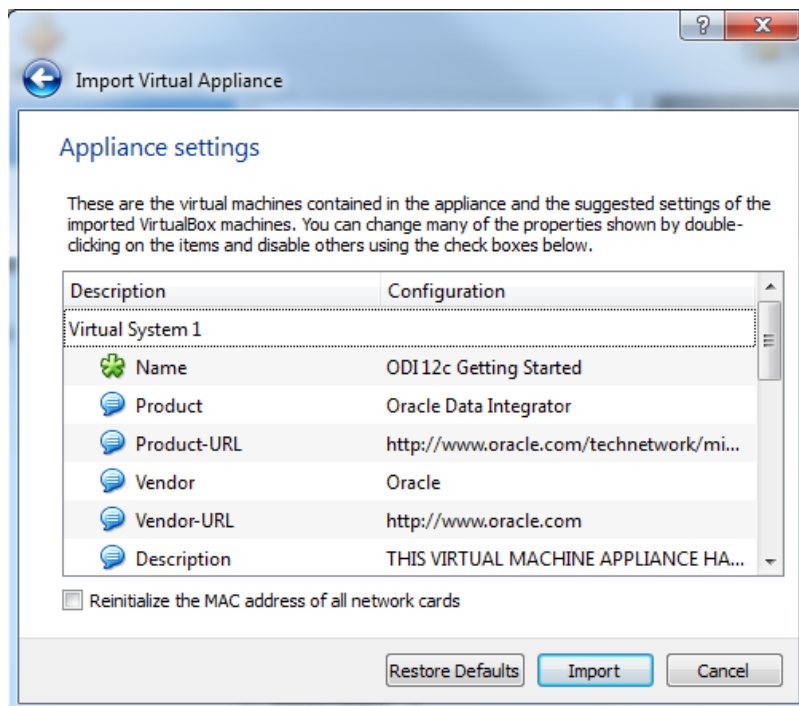 Import Virtual Appliance
Appliance settings
These are the virtual machines contained in the appliance and the suggested settings of the
imported VirtualBox machines. You can change many of the properties shown by double-
clicking on the items and disable others using the check boxes below.
Description Configuration
Virtual System 1
Name ODI12c Getting Started
Product Oracle Data Integrator
Product-URL http://www.oracle.com/technetwork/mi...
Vendor Oracle
Vendor-URL http://www.oracle.com
Description THIS VIRTUAL MACHINE APPLIANCE HA...
Reinitialize the MAC address of all network cards
Restore Defaults Import Cancel